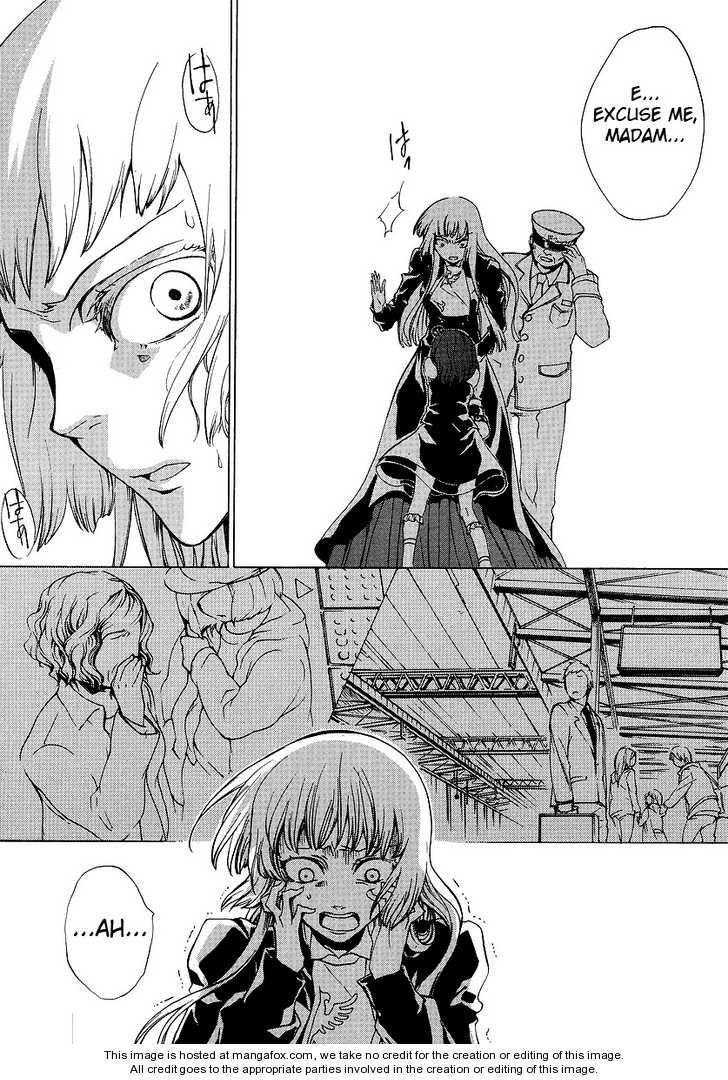 E...
EXCUSE ME,
MADAM...
はっ
はぁ
はぁ
...AH...
This image is hosted at mangafox.com, we take no credit for the creation or editing of this image.
All credit goes to the appropriate parties involved in the creation or editing of this image.